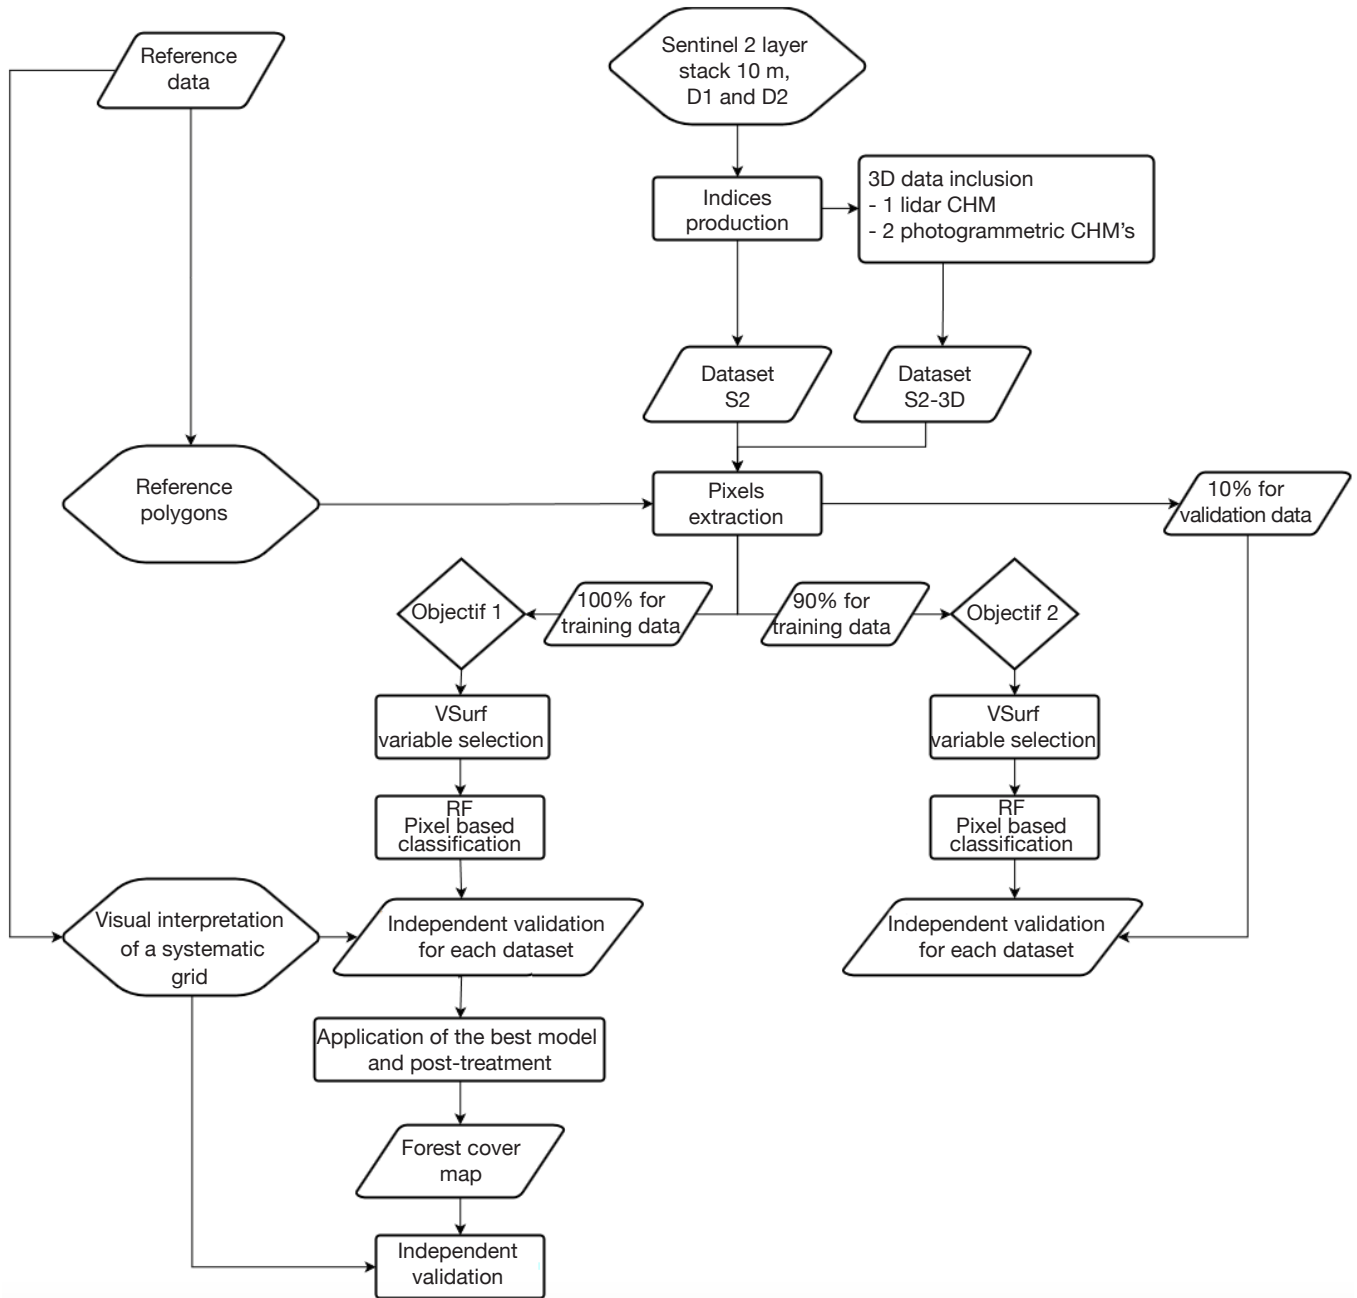 Reference
data
Sentinel 2 layer
stack 10 m,
D1 and D2
Indices
production
3D data inclusion
- 1 lidar CHM
- 2 photogrammetric CHM's
Dataset
S2
Dataset
S2-3D
Reference
polygons
Pixels
extraction
10% for
validation data
Objectif 1
100% for
training data
90% for
training data
Objectif 2
VSurf
variable selection
VSurf
variable selection
RF
Pixel based
classification
RF
Pixel based
classification
Visual interpretation
of a systematic
grid
Independent validation
for each dataset
Independent validation
for each dataset
Application of the best model
and post-treatment
Forest cover
map
Independent
validation